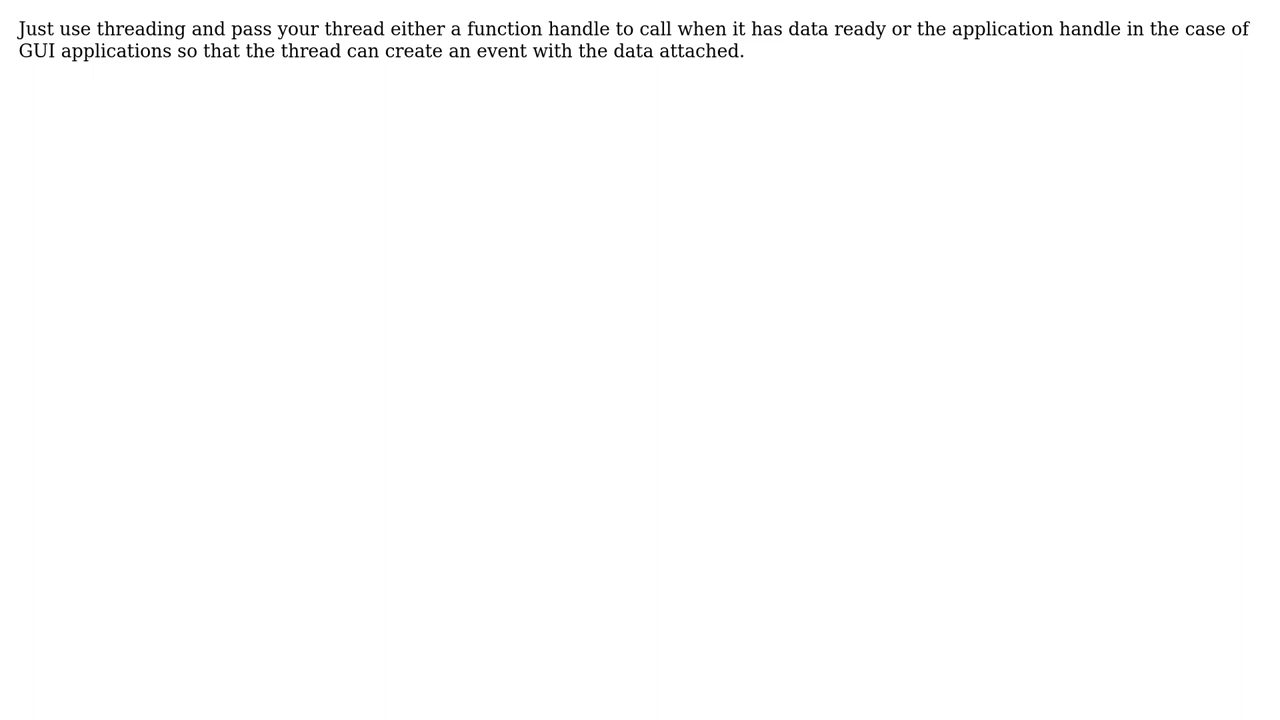 Just use threading and pass your thread either a function handle to call when it has data ready or the application handle in the case of
GUI applications so that the thread can create an event with the data attached.